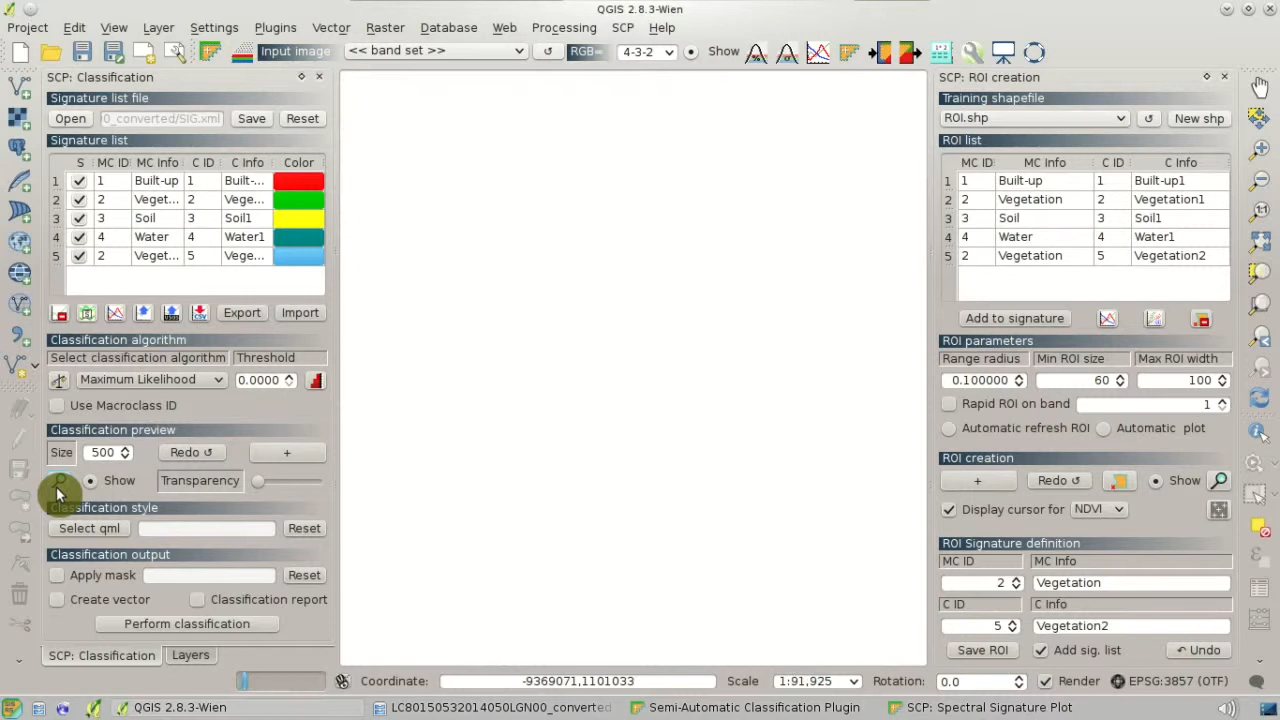 QGIS 2.8.3-Wien
Project Edit View Layer Settings Plugins Vector Raster Database Web Processing SCP Help
Input image << band set >> RGB= 4-3-2 Show
SCP: Classification
Signature list file
Open 0_converted/SIG.xml Save Reset
Signature list
S MC ID MC Info C ID C Info Color
1 1 Built-up 1 Built-...
2 2 Veget... 2 Vege...
3 3 Soil 3 Soil1
4 4 Water 4 Water1
5 2 Veget... 5 Vege...
Export Import
Classification algorithm
Select classification algorithm Threshold
Maximum Likelihood 0.0000
Use Macroclass ID
Classification preview
Size 500 Redo ↺ +
Show Transparency
Classification style
Select qml Reset
Classification output
Apply mask Reset
Create vector Classification report
Perform classification
SCP: Classification Layers
SCP: ROI creation
Training shapefile
ROI.shp ↺ New shp
ROI list
MC ID MC Info C ID C Info
1 1 Built-up 1 Built-up1
2 2 Vegetation 2 Vegetation1
3 3 Soil 3 Soil1
4 4 Water 4 Water1
5 2 Vegetation 5 Vegetation2
Add to signature
ROI parameters
Range radius Min ROI size Max ROI width
0.100000 60 100
Rapid ROI on band 1
Automatic refresh ROI Automatic plot
ROI creation
+ Redo ↺ Show
Display cursor for NDVI
ROI Signature definition
MC ID MC Info
2 Vegetation
C ID C Info
5 Vegetation2
Save ROI Add sig. list Undo
Coordinate: -9369071,1101033 Scale 1:91,925 Rotation: 0.0 Render EPSG:3857 (OTF)
QGIS 2.8.3-Wien LC80150532014050LGN00_converted Semi-Automatic Classification Plugin SCP: Spectral Signature Plot